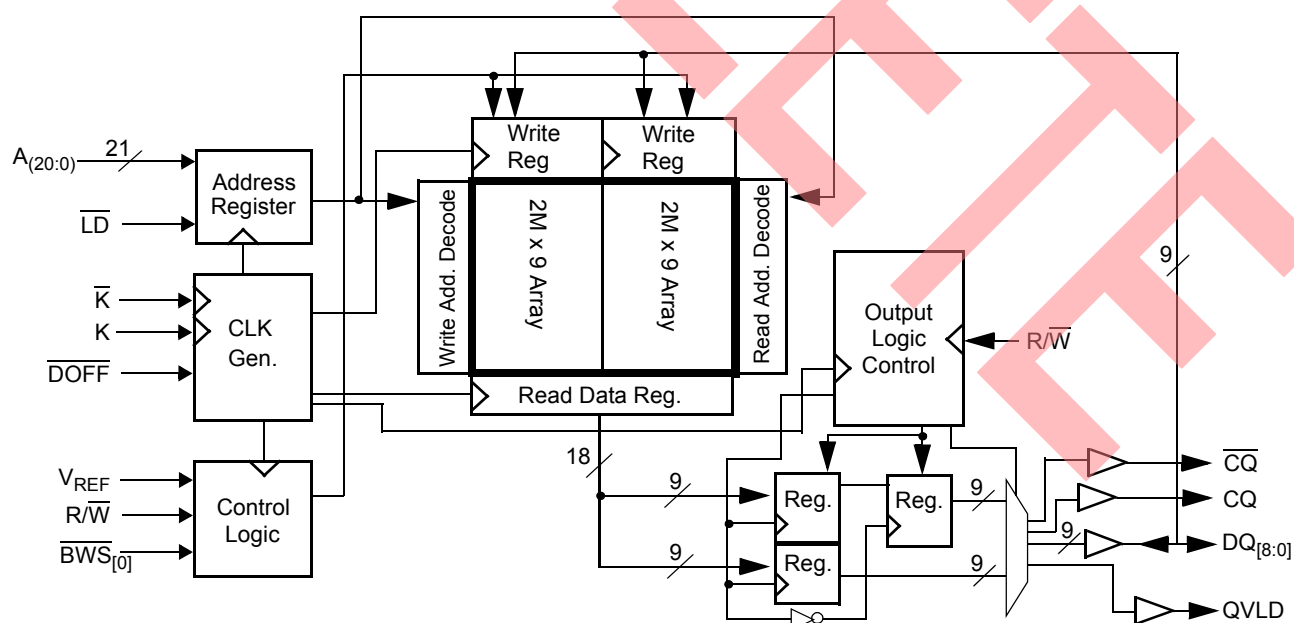 A(20:0)
21
LD
Address
Register
K
K
DOFF
CLK
Gen.
VREF
R/W
BWS[0]
Control
Logic
Write
Reg
Write
Reg
Write Add. Decode
2M x 9 Array
2M x 9 Array
Read Add. Decode
Read Data Reg.
Output
Logic
Control
R/W
9
18
9
9
Reg.
Reg.
Reg.
9
9
9
CQ
CQ
DQ[8:0]
QVLD